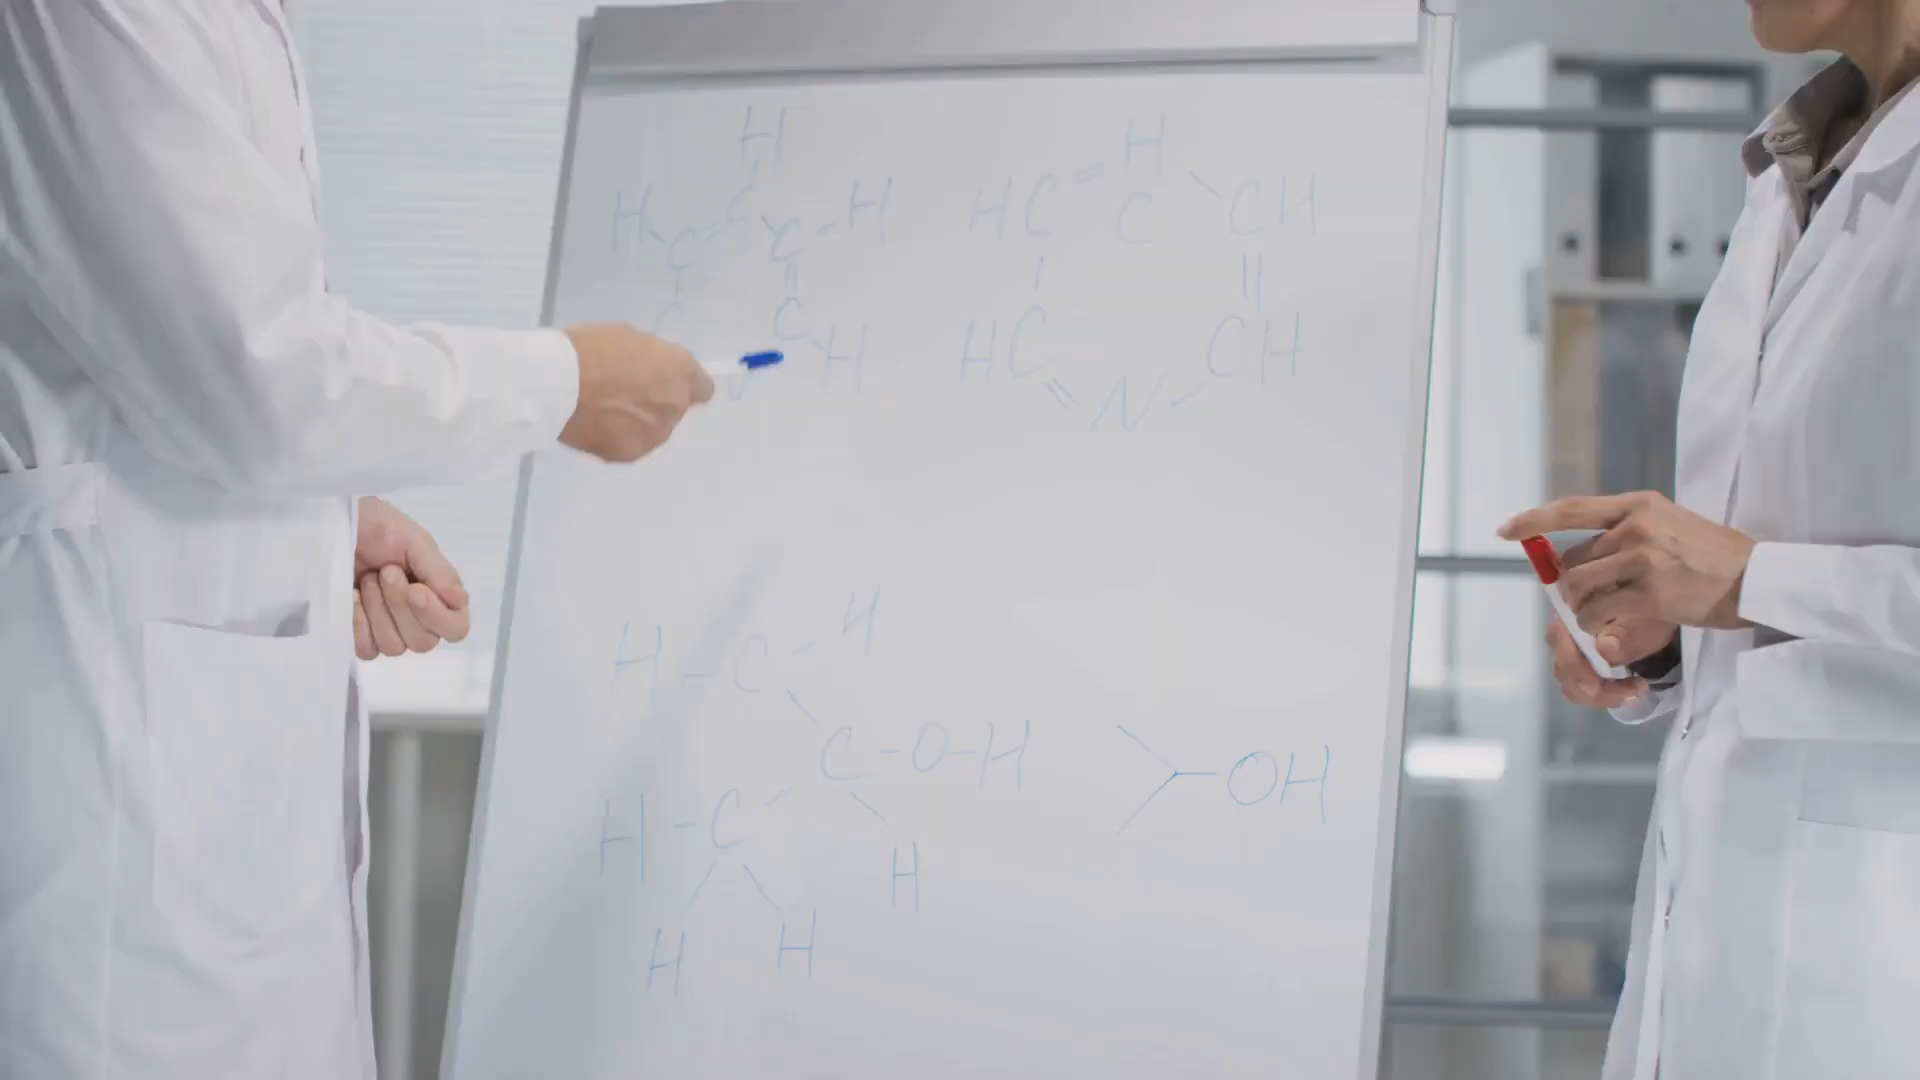 H H
H C C H HC = C CH
C C HC CH
H N
H
H - C - H
C - O - H OH
H - C
H
H H